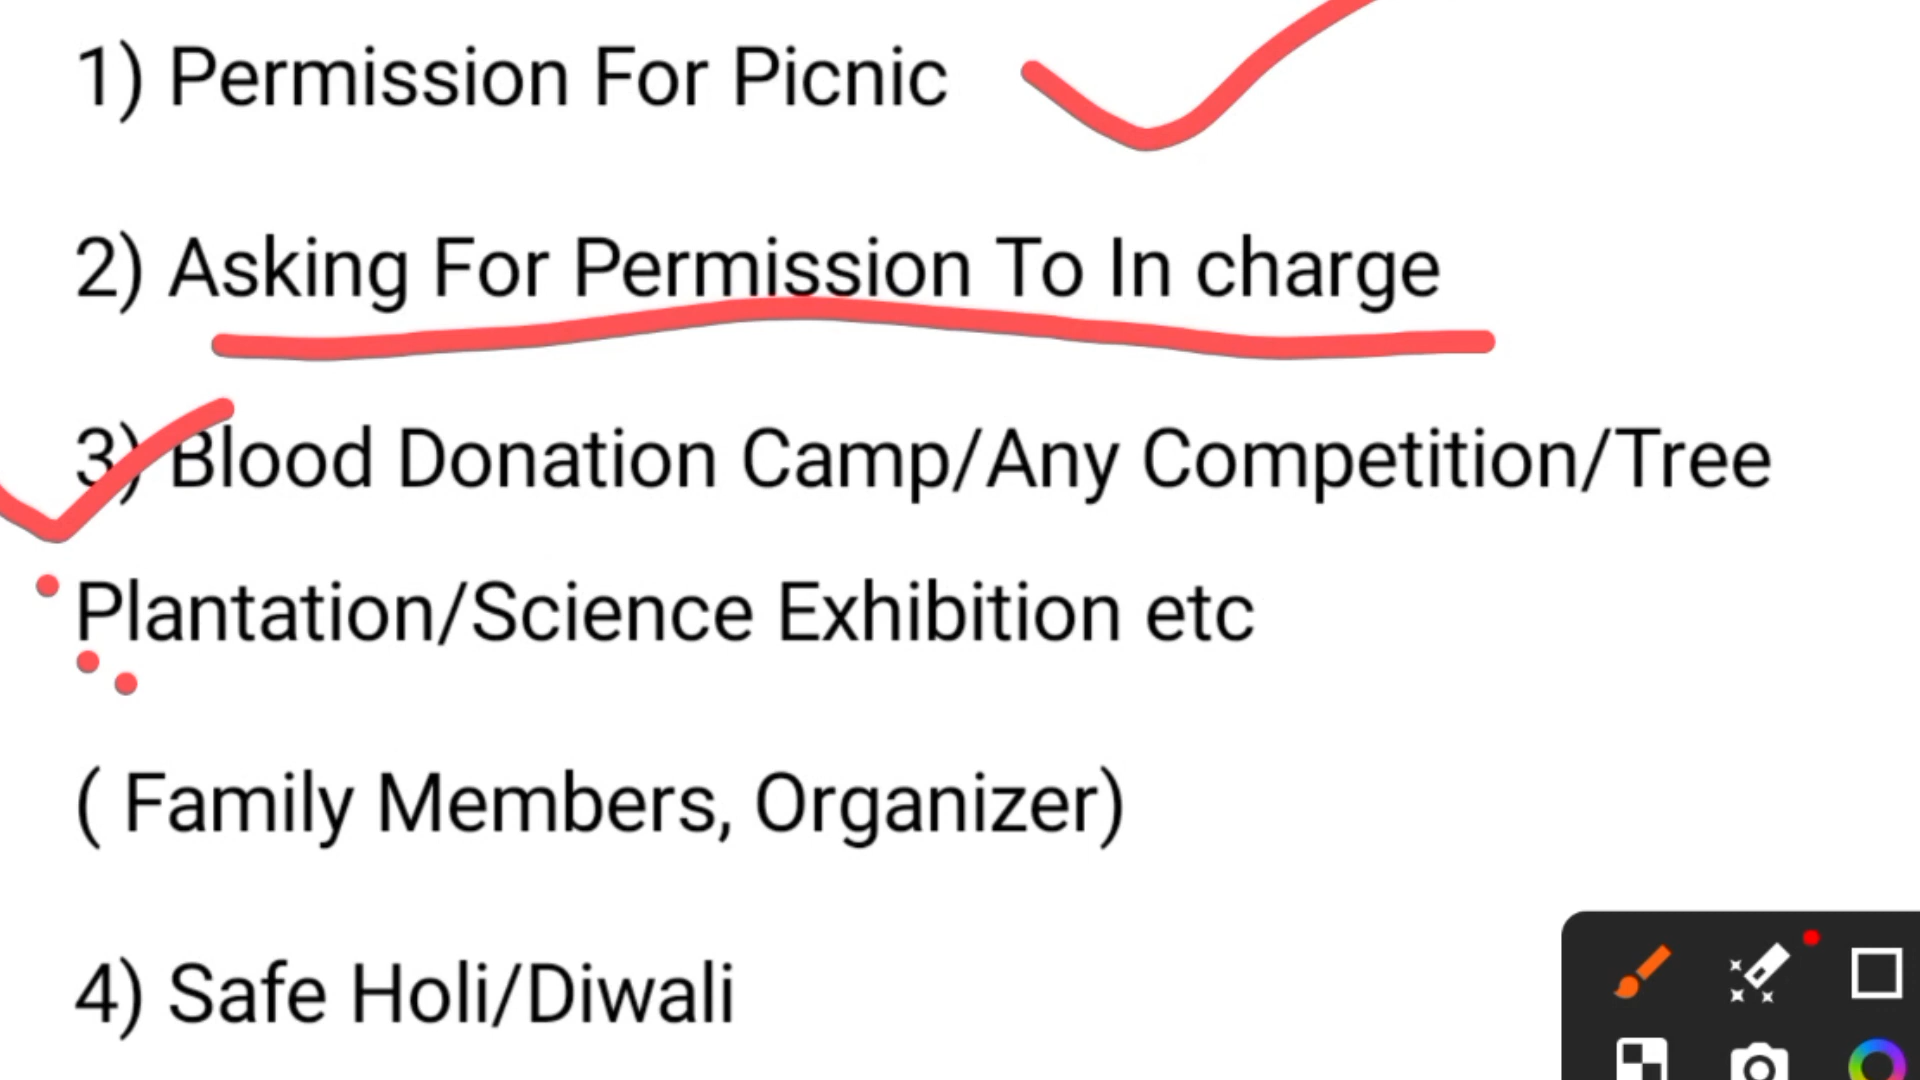 1) Permission For Picnic
2) Asking For Permission To In charge
3) Blood Donation Camp/Any Competition/Tree
Plantation/Science Exhibition etc
( Family Members, Organizer)
4) Safe Holi/Diwali